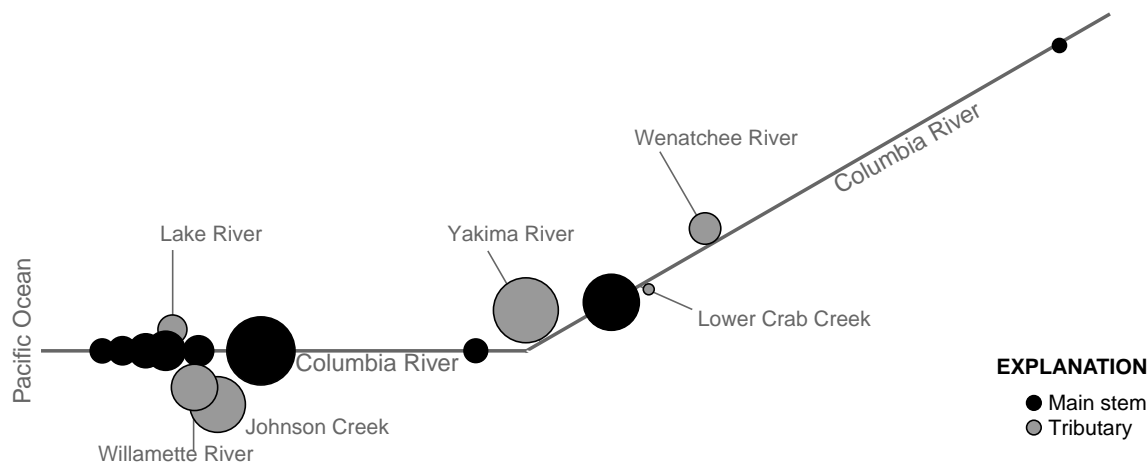 Wenatchee River
Columbia River
Lake River
Yakima River
Pacific Ocean
Lower Crab Creek
Columbia River
EXPLANATION
Main stem
Tributary
Johnson Creek
Willamette River